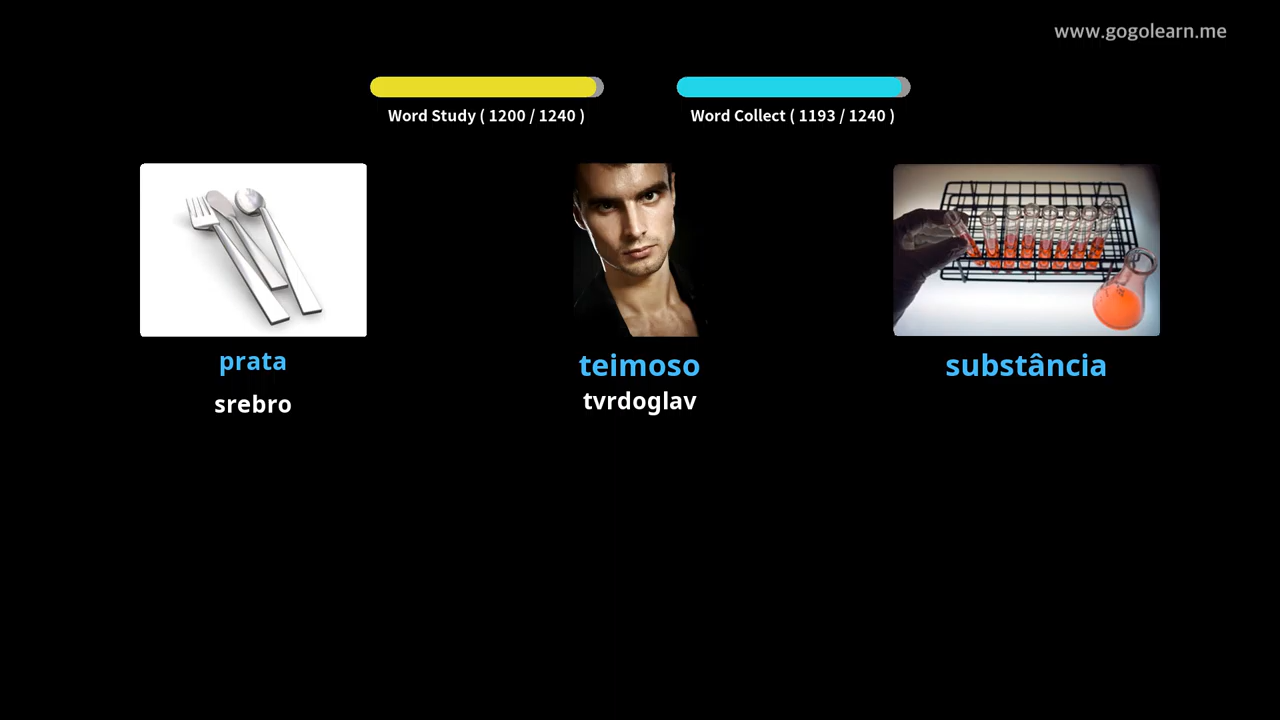 www.gogolearn.me
Word Study ( 1200 / 1240 )
Word Collect ( 1193 / 1240 )
prata
teimoso
substância
srebro
tvrdoglav